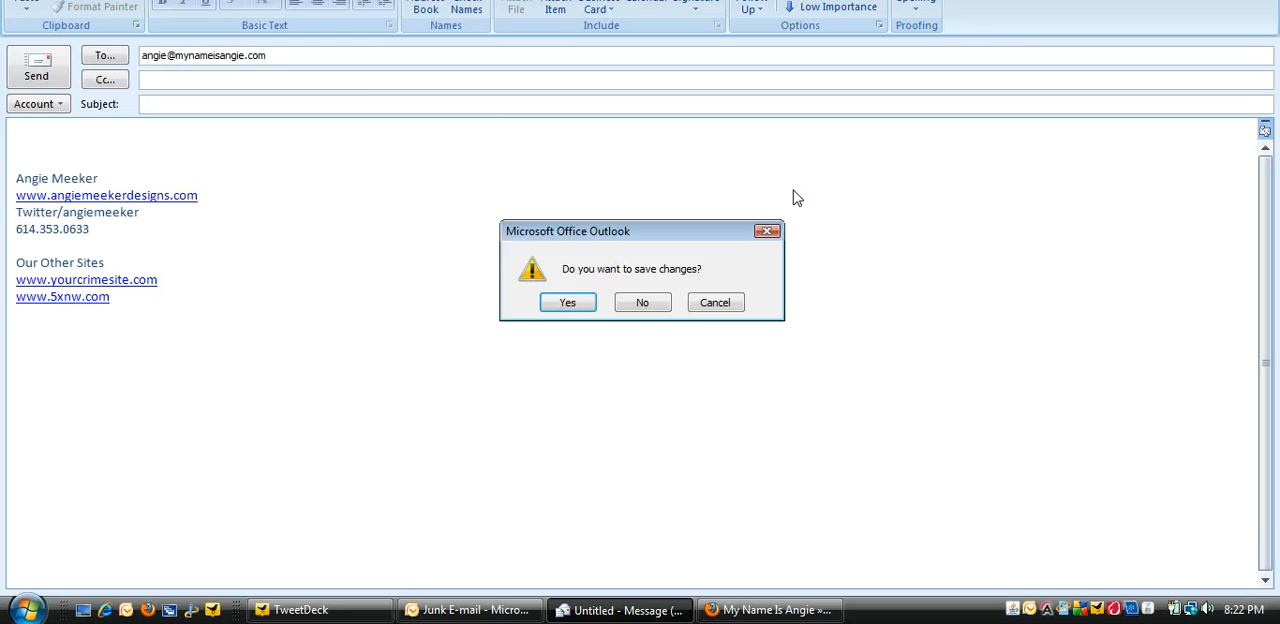 Format Painter
Clipboard
Basic Text
Book
Names
Names
File
Item
Card
Include
Up
Low Importance
Options
Proofing
Send
To...
angie@mynameisangie.com
Cc...
Account
Subject:
Angie Meeker
www.angiemeekerdesigns.com
Twitter/angiemeeker
614.353.0633
Our Other Sites
www.yourcrimesite.com
www.5xnw.com
Microsoft Office Outlook
Do you want to save changes?
Yes
No
Cancel
TweetDeck
Junk E-mail - Micro...
Untitled - Message (...
My Name Is Angie »...
8:22 PM